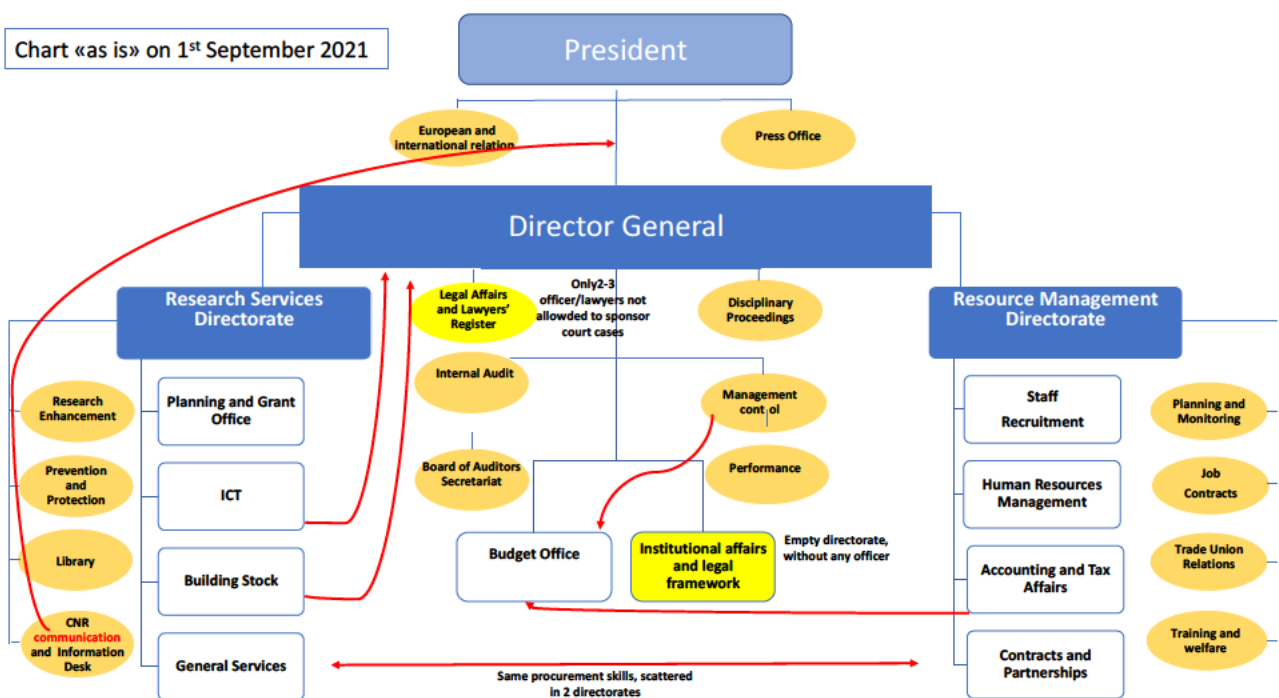 Chart «as is» on 1st September 2021
President
European and
international relation
Press Office
Director General
Research Services
Directorate
Legal Affairs
and Lawyers’
Register
Only2-3
officer/lawyers not
allowded to sponsor
court cases
Disciplinary
Proceedings
Resource Management
Directorate
Research
Enhancement
Planning and Grant
Office
Internal Audit
Management
cont ol
Staff
Recruitment
Planning and
Monitoring
Prevention
and
Protection
ICT
Board of Auditors
Secretariat
Performance
Human Resources
Management
Job
Contracts
Library
Building Stock
Budget Office
Institutional affairs
and legal
framework
Empty directorate,
without any officer
Accounting and Tax
Affairs
Trade Union
Relations
CNR
communication
and Information
Desk
General Services
Same procurement skills, scattered
in 2 directorates
Contracts and
Partnerships
Training and
welfare